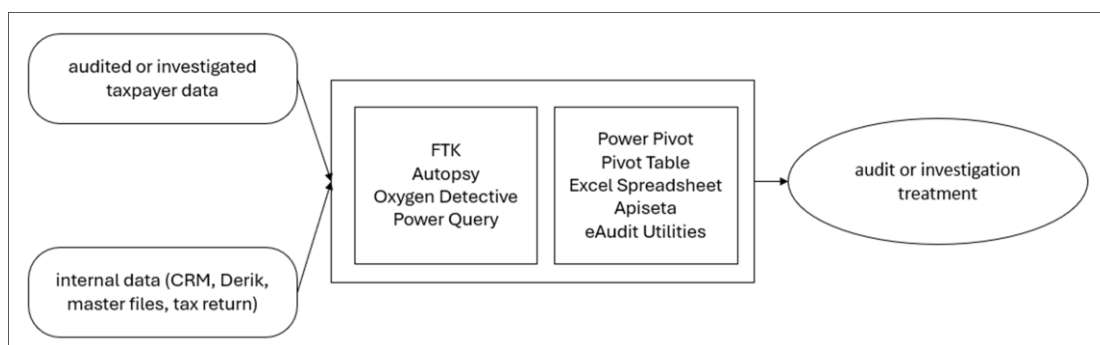 audited or investigated
taxpayer data
internal data (CRM, Derik,
master files, tax return)
FTK
Autopsy
Oxygen Detective
Power Query
Power Pivot
Pivot Table
Excel Spreadsheet
Apiseta
eAudit Utilities
audit or investigation
treatment